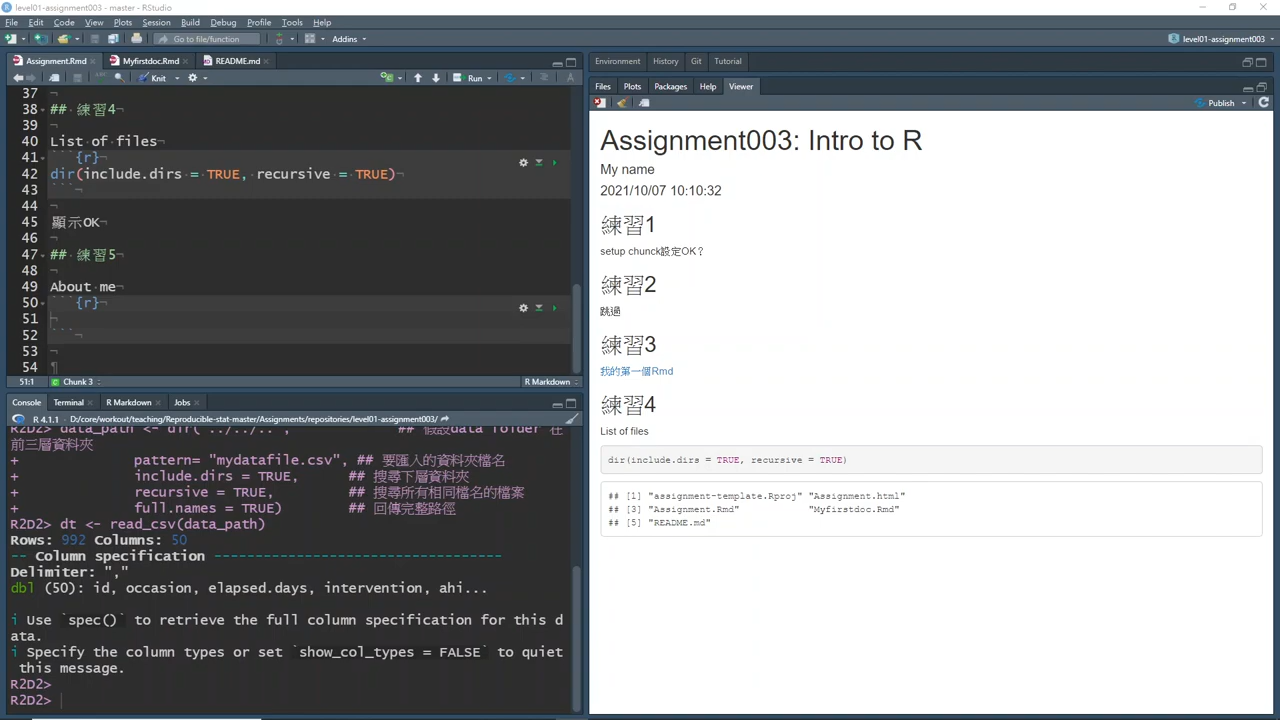 level01-assignment003 - master - RStudio
File Edit Code View Plots Session Build Debug Profile Tools Help
Go to file/function Addins level01-assignment003
Assignment.Rmd Myfirstdoc.Rmd README.md
Knit Run
37 ¬
38 ## 練習4¬
39 ¬
40 List of files¬
41 ```{r}¬
42 dir(include.dirs = TRUE, recursive = TRUE)¬
43 ```¬
44 ¬
45 顯示OK¬
46 ¬
47 ## 練習5¬
48 ¬
49 About me¬
50 ```{r}¬
51 ¬
52 ```¬
53 ¬
54 ¶
51:1 Chunk 3 R Markdown
Console Terminal R Markdown Jobs
R 4.1.1 · D:/core/workout/teaching/Reproducible-stat-master/Assignments/repositories/level01-assignment003/
R2D2> data_path <- dir("../../..", ## 假設data folder 在
前三層資料夾
+ pattern= "mydatafile.csv", ## 要匯入的資料夾檔名
+ include.dirs = TRUE, ## 搜尋下層資料夾
+ recursive = TRUE, ## 搜尋所有相同檔名的檔案
+ full.names = TRUE) ## 回傳完整路徑
R2D2> dt <- read_csv(data_path)
Rows: 992 Columns: 50
-- Column specification --------------------------------
Delimiter: ","
dbl (50): id, occasion, elapsed.days, intervention, ahi...
i Use `spec()` to retrieve the full column specification for this d
ata.
i Specify the column types or set `show_col_types = FALSE` to quiet
this message.
R2D2>
R2D2>
Environment History Git Tutorial
Files Plots Packages Help Viewer
Publish
Assignment003: Intro to R
My name
2021/10/07 10:10:32
練習1
setup chunck設定OK？
練習2
跳過
練習3
我的第一個Rmd
練習4
List of files
dir(include.dirs = TRUE, recursive = TRUE)
## [1] "assignment-template.Rproj" "Assignment.html"
## [3] "Assignment.Rmd" "Myfirstdoc.Rmd"
## [5] "README.md"